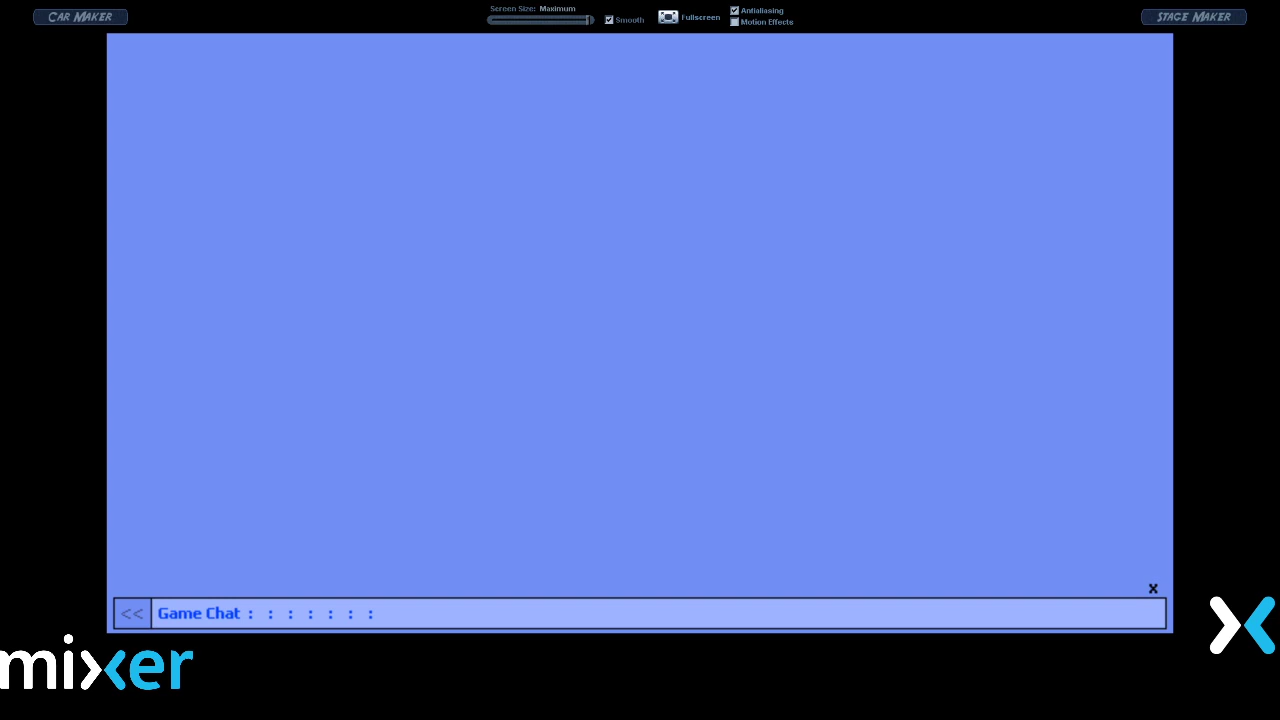 CAR MAKER
Screen Size: Maximum
Smooth
Fullscreen
Antialiasing
Motion Effects
STAGE MAKER
x
<< Game Chat : : : : : : :
mixer